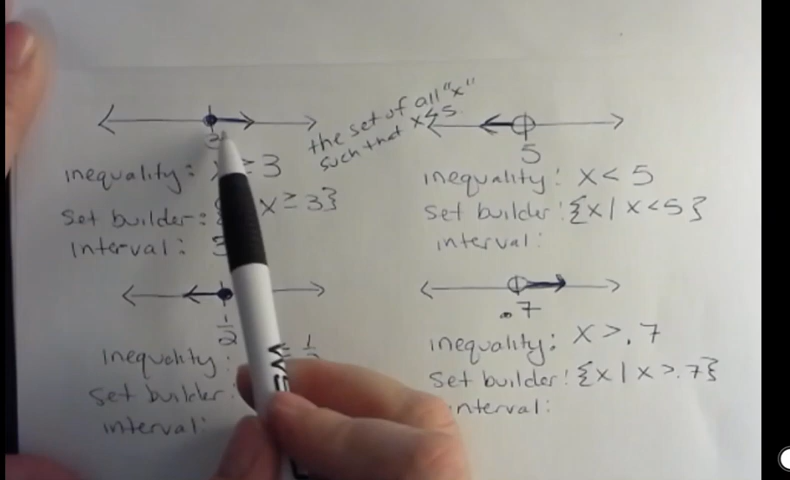 the set of all "x"
such that x<5.
3
inequality: ≥ 3
set builder: x ≥ 3}
interval: 3
5
inequality: x < 5
set builder: {x | x < 5}
interval:
1/2
inequality:
set builder:
interval:
.7
inequality: x > .7
set builder: {x | x > .7}
interval: